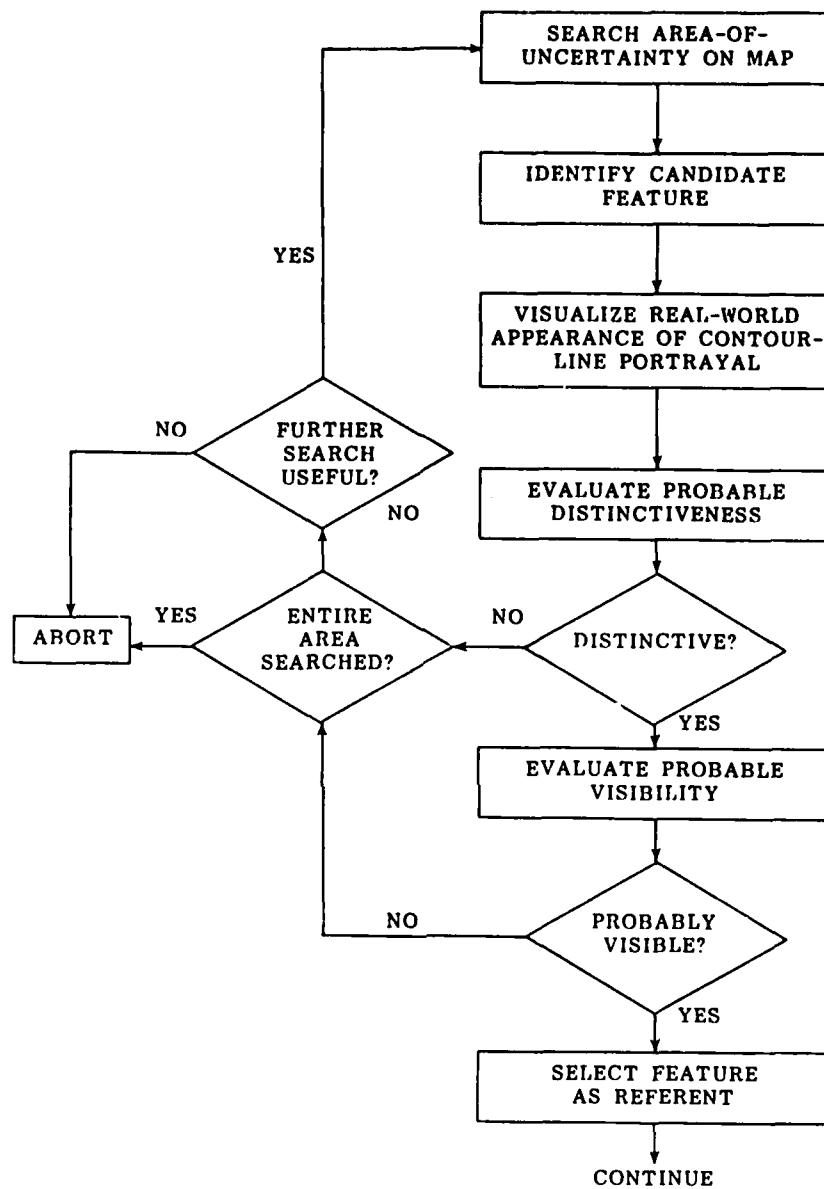 SEARCH AREA-OF-
UNCERTAINTY ON MAP
IDENTIFY CANDIDATE
FEATURE
YES
VISUALIZE REAL-WORLD
APPEARANCE OF CONTOUR-
LINE PORTRAYAL
NO
FURTHER
SEARCH
USEFUL?
EVALUATE PROBABLE
DISTINCTIVENESS
NO
ABORT
YES
ENTIRE
AREA
SEARCHED?
NO
DISTINCTIVE?
YES
EVALUATE PROBABLE
VISIBILITY
NO
PROBABLY
VISIBLE?
YES
SELECT FEATURE
AS REFERENT
CONTINUE